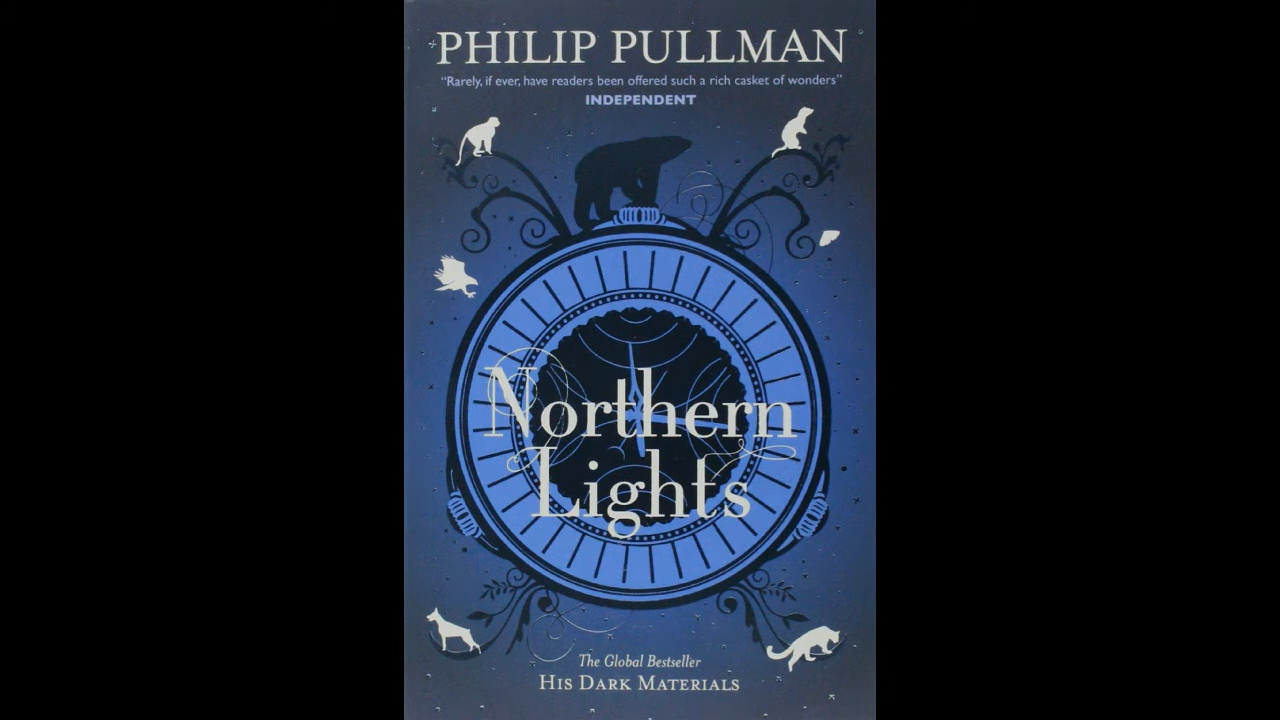 PHILIP PULLMAN
“Rarely, if ever, have readers been offered such a rich casket of wonders”
INDEPENDENT
Northern
Lights
The Global Bestseller
HIS DARK MATERIALS